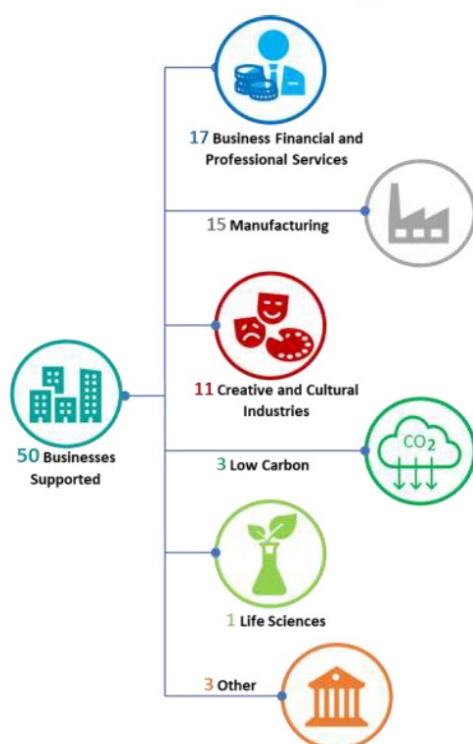 17 Business Financial and
Professional Services
15 Manufacturing
11 Creative and Cultural
Industries
50 Businesses
Supported
3 Low Carbon
CO2
1 Life Sciences
3 Other